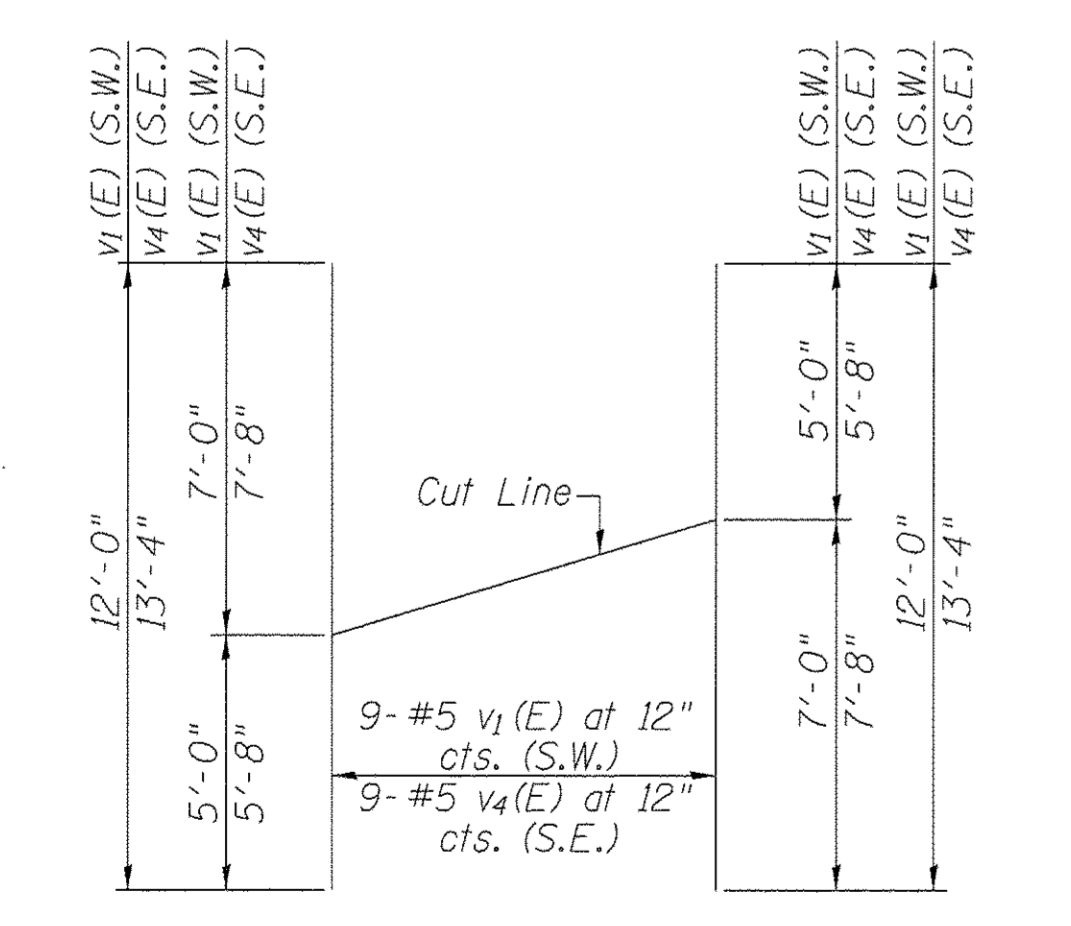 v1(E) (S.W.)
v4(E) (S.E.)
v1(E) (S.W.)
v4(E) (S.E.)
v1(E) (S.W.)
v4(E) (S.E.)
v1(E) (S.W.)
v4(E) (S.E.)
12'-0"
13'-4"
7'-0"
7'-8"
5'-0"
5'-8"
Cut Line
5'-0"
5'-8"
7'-0"
7'-8"
12'-0"
13'-4"
9- #5 v1(E) at 12"
cts. (S.W.)
9- #5 v4(E) at 12"
cts. (S.E.)